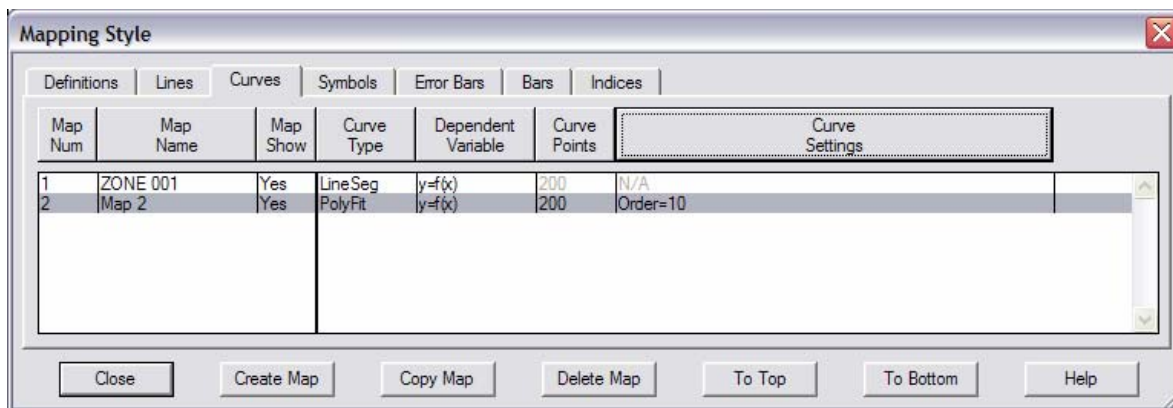 Mapping Style
Definitions Lines Curves Symbols Error Bars Bars Indices
Map Num Map Name Map Show Curve Type Dependent Variable Curve Points Curve Settings
1 ZONE 001 Yes LineSeg y=f(x) 200 N/A
2 Map 2 Yes PolyFit y=f(x) 200 Order=10
Close Create Map Copy Map Delete Map To Top To Bottom Help